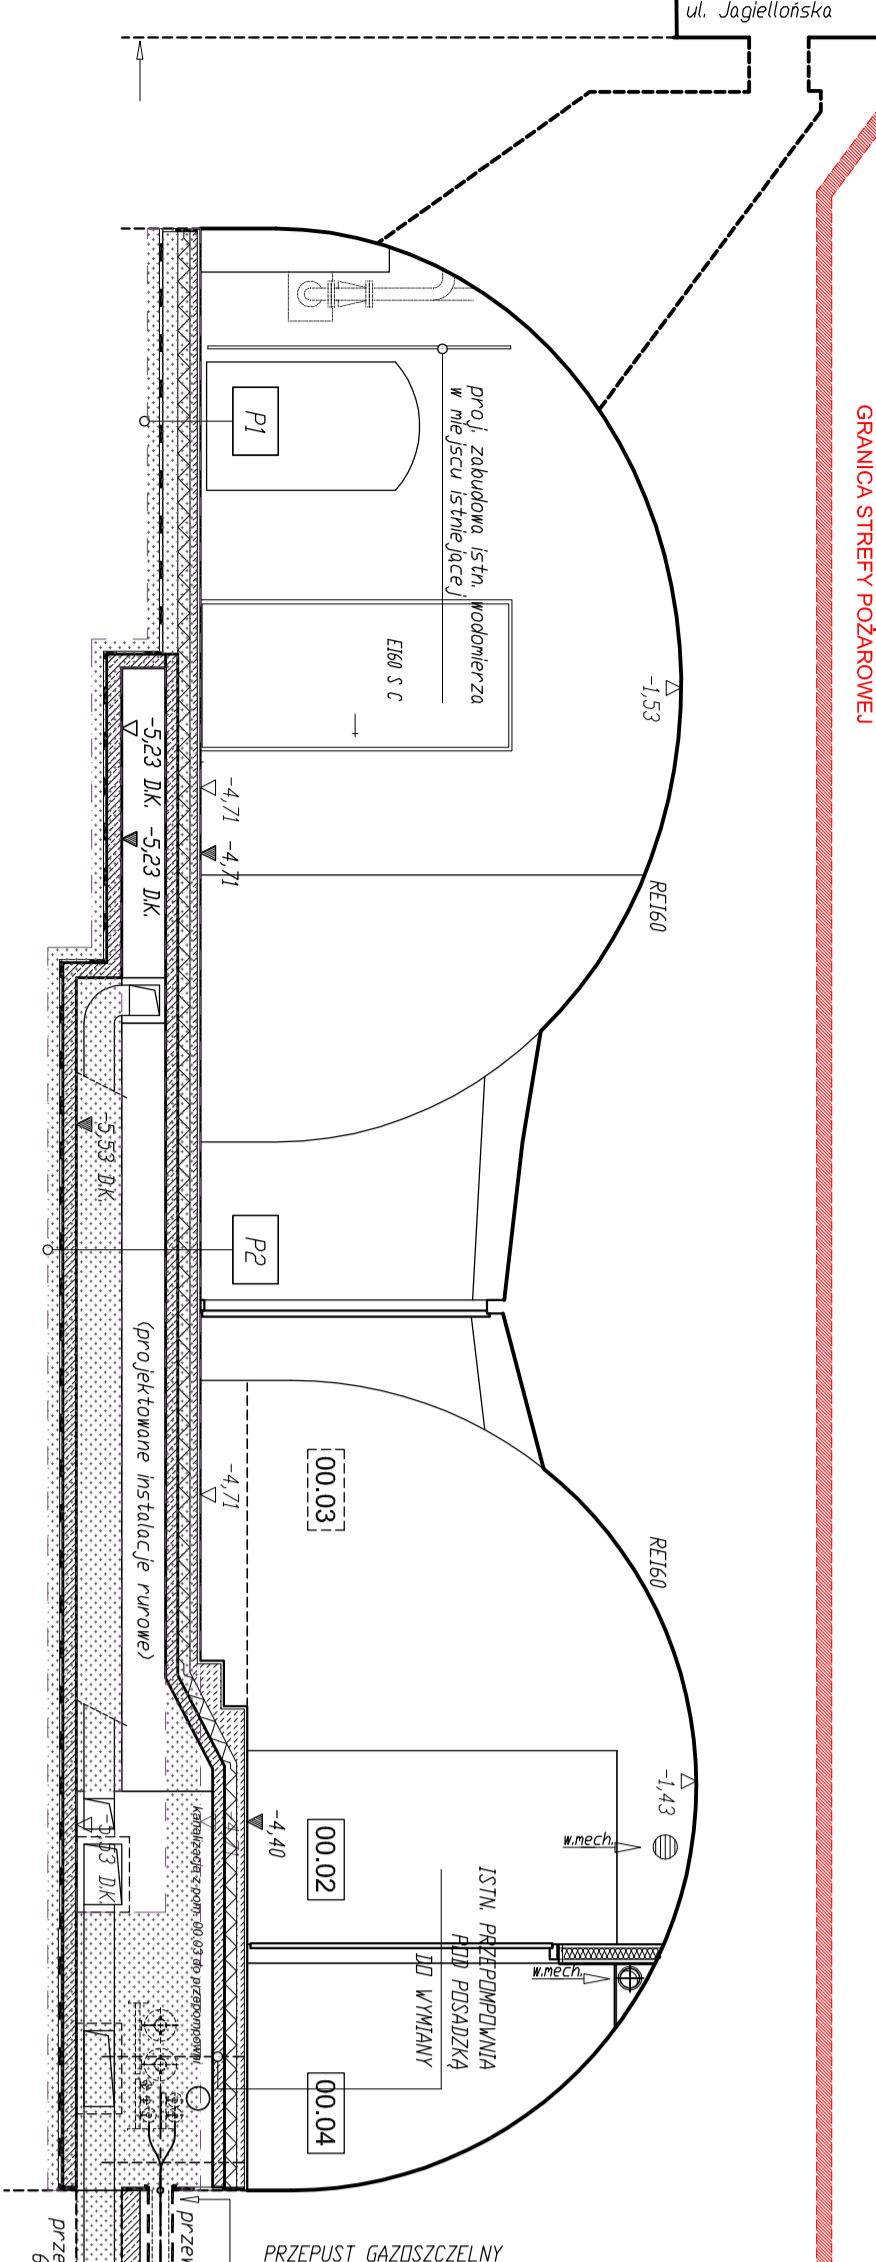 ul. Jagiellońska
GRANICA STREFY POŻAROWEJ
proj. zabudowa istn. wodomierza
w miejscu istniejącej
P1
EI60 S C
-1,53
-5,23 D.K.
-5,23 D.K.
-4,71
-4,71
REI60
-5,53 D.K.
P2
(projektowane instalacje rurowe)
-4,71
00.03
REI60
-1,43
w.mech.
-4,40
00.02
-5,53 D.K.
kanalizacja z pom. 00.03 do przepompowni
ISTN. PRZEPOMPOWNIA
POD POSADZKĄ
DO WYMIANY
w.mech.
00.04
PRZEPUST GAZOSZCZELNY